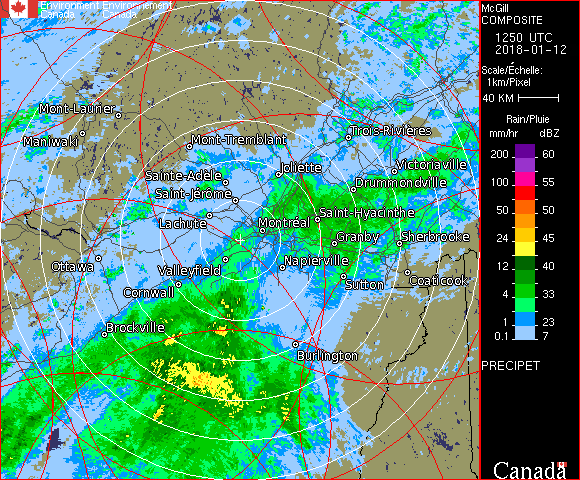 Environment Environnement
Canada Canada
Mont-Laurier
Maniwaki
Mont-Tremblant
Trois-Rivières
Joliette
Victoriaville
Sainte-Adèle
Drummondville
Saint-Jérôme
Saint-Hyacinthe
Lachute
Montréal
Granby
Sherbrooke
Ottawa
Valleyfield
Napierville
Coaticook
Cornwall
Sutton
Brockville
Burlington
McGill
COMPOSITE
1250 UTC
2018-01-12
Scale/Échelle:
1km/Pixel
40 KM
Rain/Pluie
mm/hr dBZ
200 60
100 55
50 50
24 45
12 40
4 33
1 23
0.1 7
PRECIPET
Canada